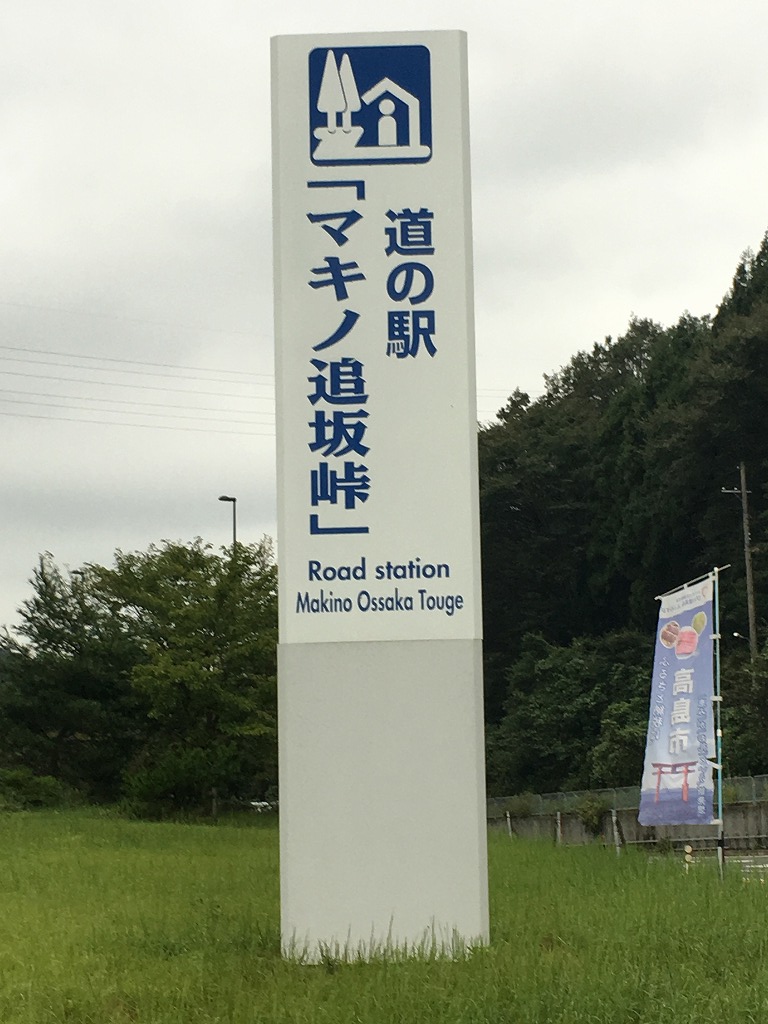 道の駅
「マキノ追坂峠」
Road station
Makino Ossaka Touge
高島市